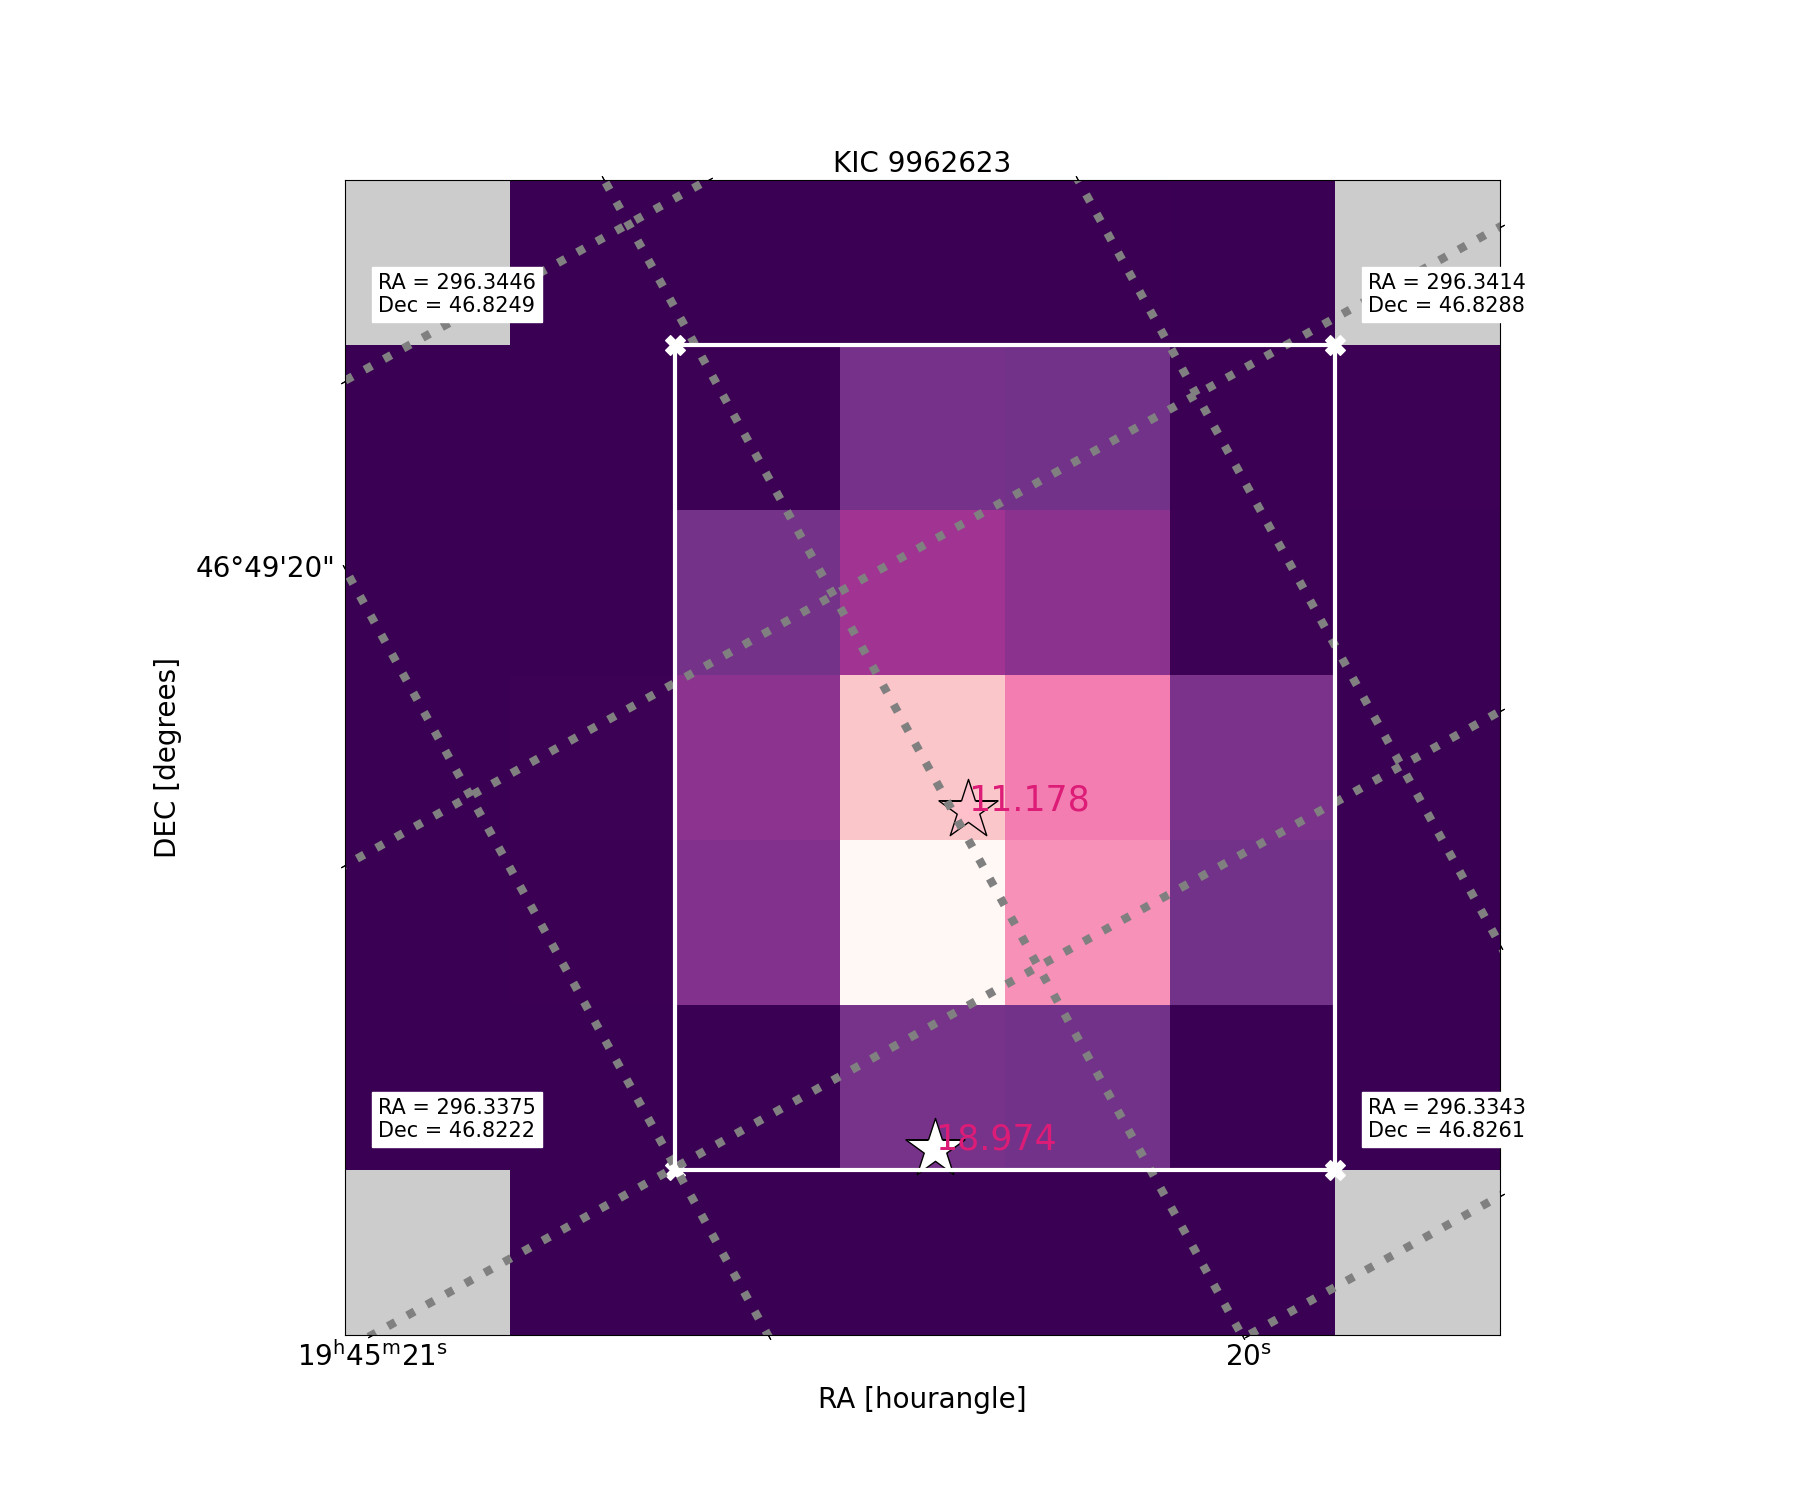 KIC 9962623
RA = 296.3446
Dec = 46.8249
RA = 296.3414
Dec = 46.8288
46°49'20"
DEC [degrees]
11.178
RA = 296.3375
Dec = 46.8222
18.974
RA = 296.3343
Dec = 46.8261
19ʰ45ᵐ21ˢ
20ˢ
RA [hourangle]